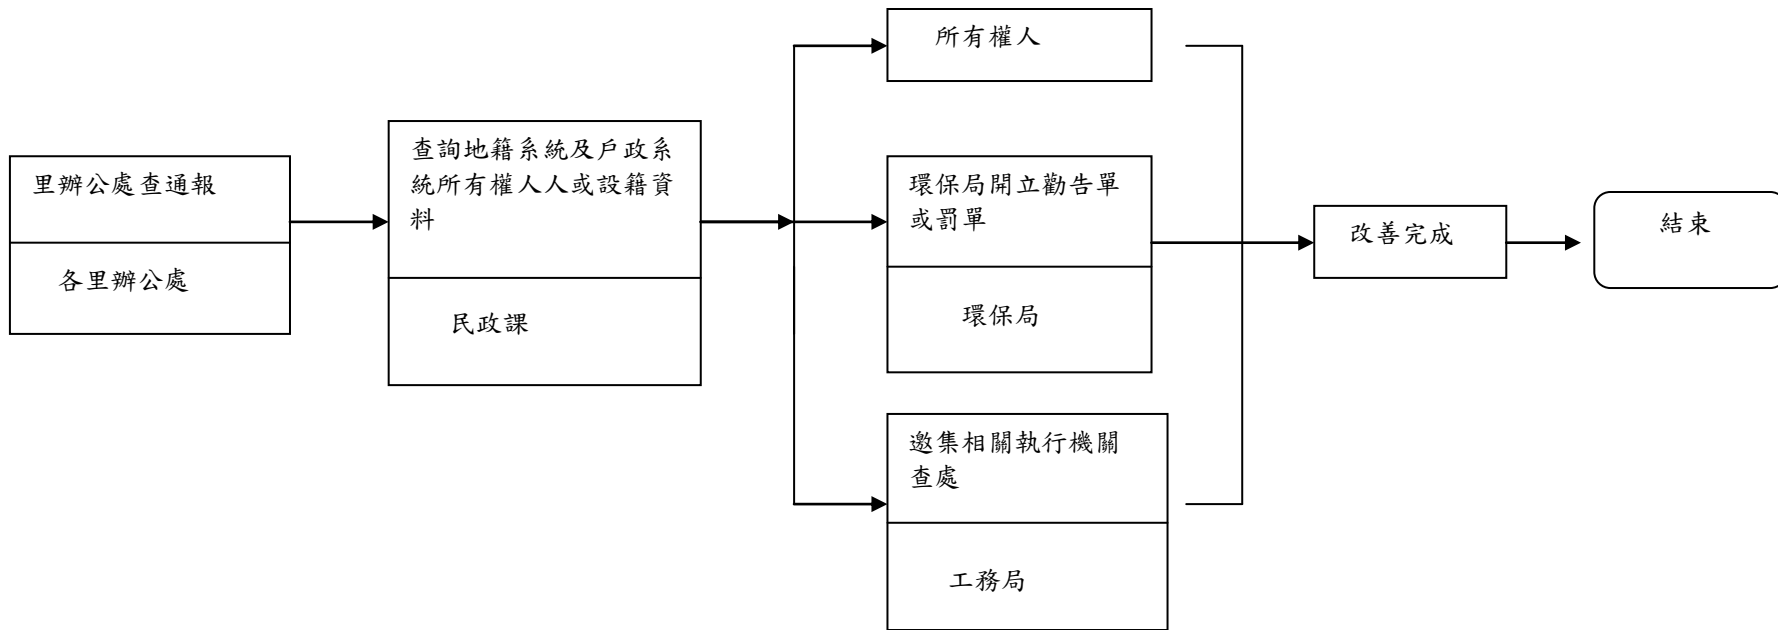 里辦公處查通報
各里辦公處
查詢地籍系統及戶政系
統所有權人人或設籍資
料
民政課
所有權人
環保局開立勸告單
或罰單
環保局
邀集相關執行機關
查處
工務局
改善完成
結束